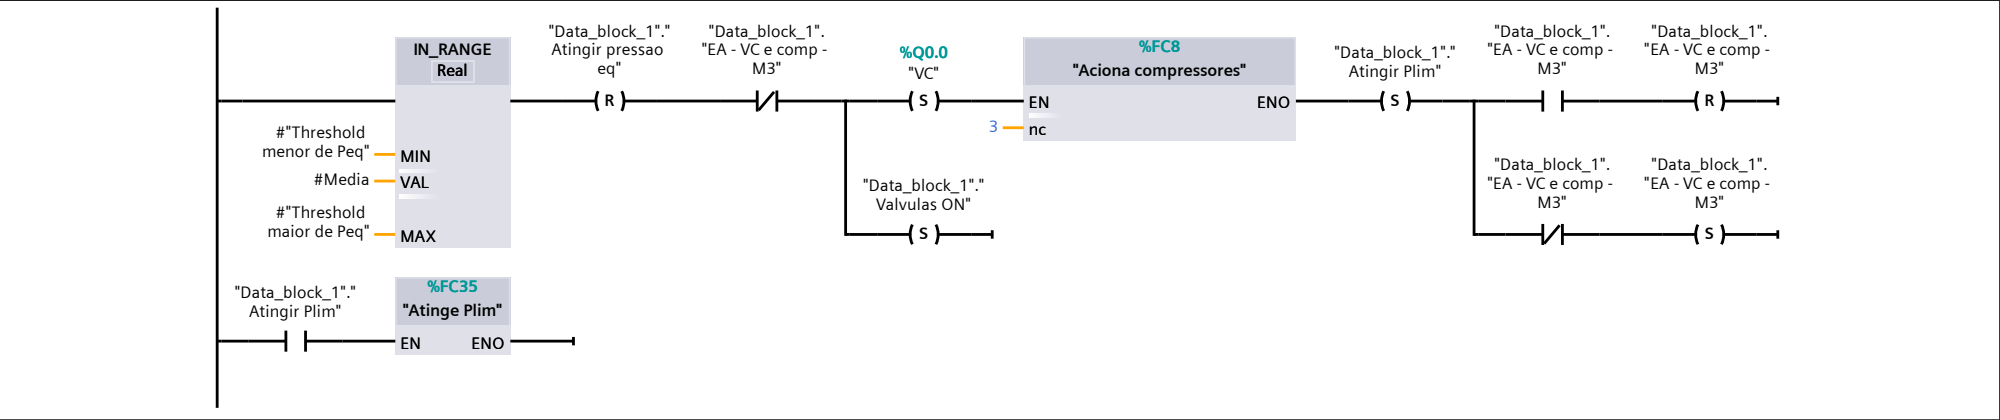 IN_RANGE
Real
#"Threshold
menor de Peq"
MIN
#Media
VAL
#"Threshold
maior de Peq"
MAX
"Data_block_1"."
Atingir pressao
eq"
( R )
"Data_block_1".
"EA - VC e comp -
M3"
%Q0.0
"VC"
( S )
"Data_block_1"."
Valvulas ON"
( S )
%FC8
"Aciona compressores"
EN
ENO
3
nc
"Data_block_1"."
Atingir Plim"
( S )
"Data_block_1".
"EA - VC e comp -
M3"
"Data_block_1".
"EA - VC e comp -
M3"
( R )
"Data_block_1".
"EA - VC e comp -
M3"
"Data_block_1".
"EA - VC e comp -
M3"
( S )
"Data_block_1"."
Atingir Plim"
%FC35
"Atinge Plim"
EN
ENO